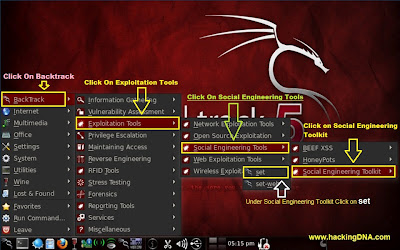 Click On Backtrack
Click On Exploitation Tools
Click On Social Engineering Tools
Click on Social Engineering
Toolkit
BackTrack
Internet
Multimedia
Office
Settings
System
Utilities
Wine
Lost & Found
Favorites
Run Command...
Leave
Information Gathering
Vulnerability Assessment
Exploitation Tools
Privilege Escalation
Maintaining Access
Reverse Engineering
RFID Tools
Stress Testing
Forensics
Reporting Tools
Services
Miscellaneous
Network Exploitation Tools
Open Source Exploitation
Social Engineering Tools
Web Exploitation Tools
Wireless Exploit
BEEF XSS
HoneyPots
Social Engineering Toolkit
set
set-web
Under Social Engineering Toolkit Click on set
05:15 pm
www.hackingDNA.com